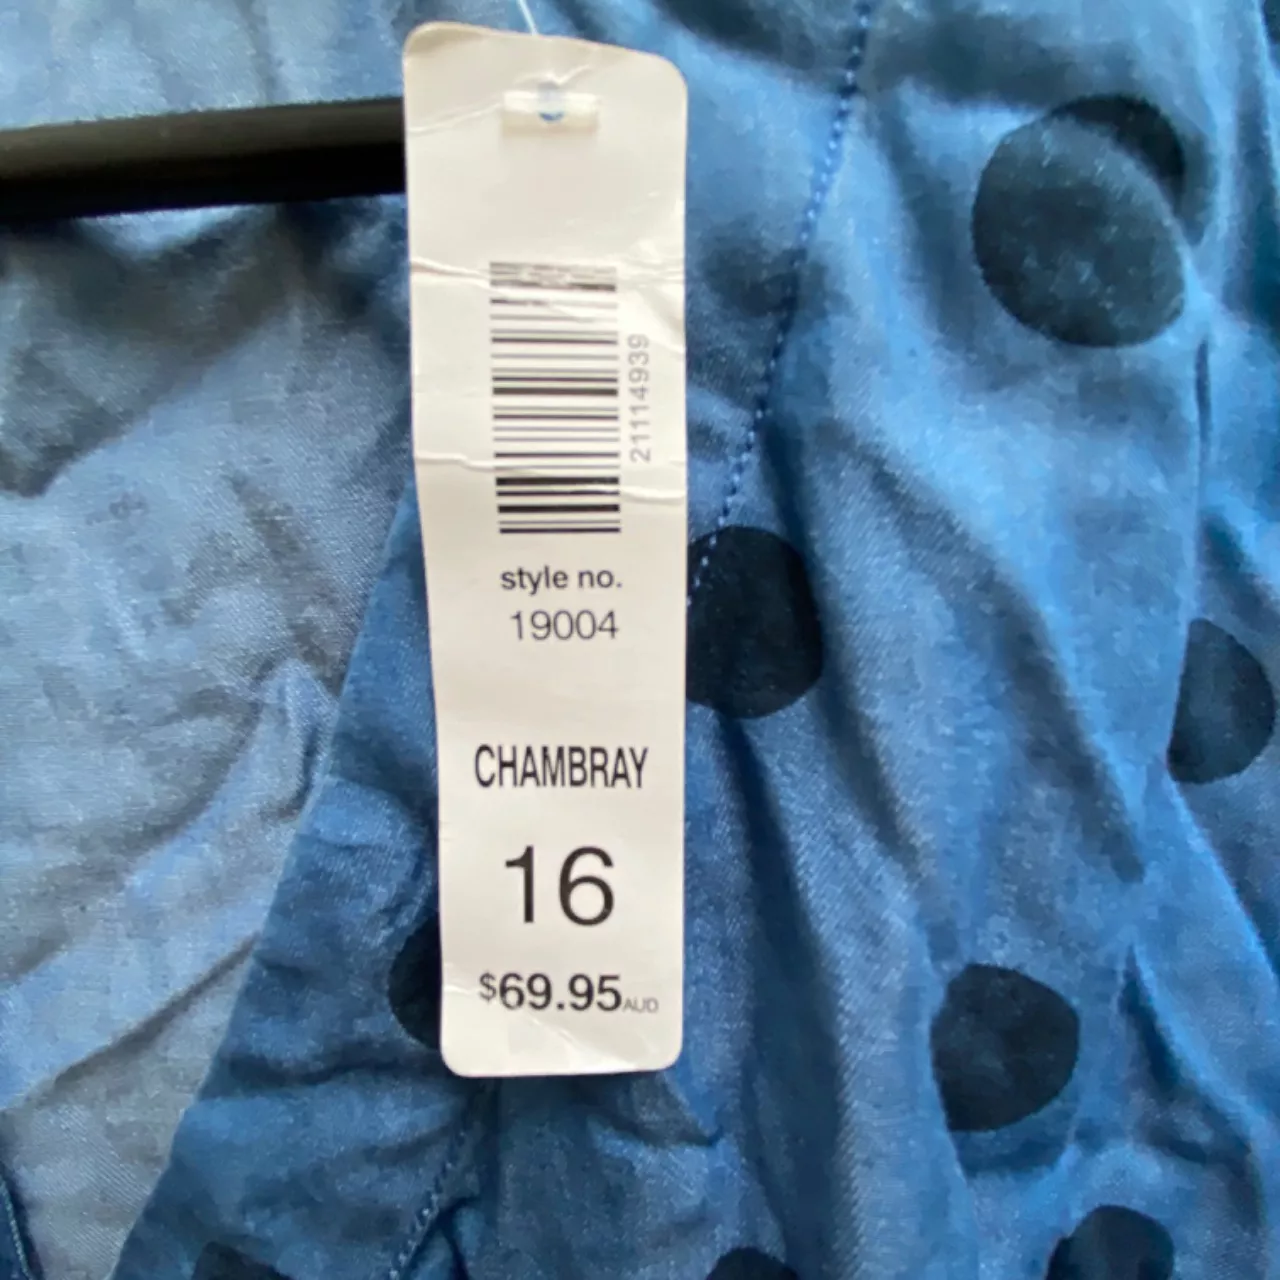 21114939
style no.
19004
CHAMBRAY
16
$69.95AUD